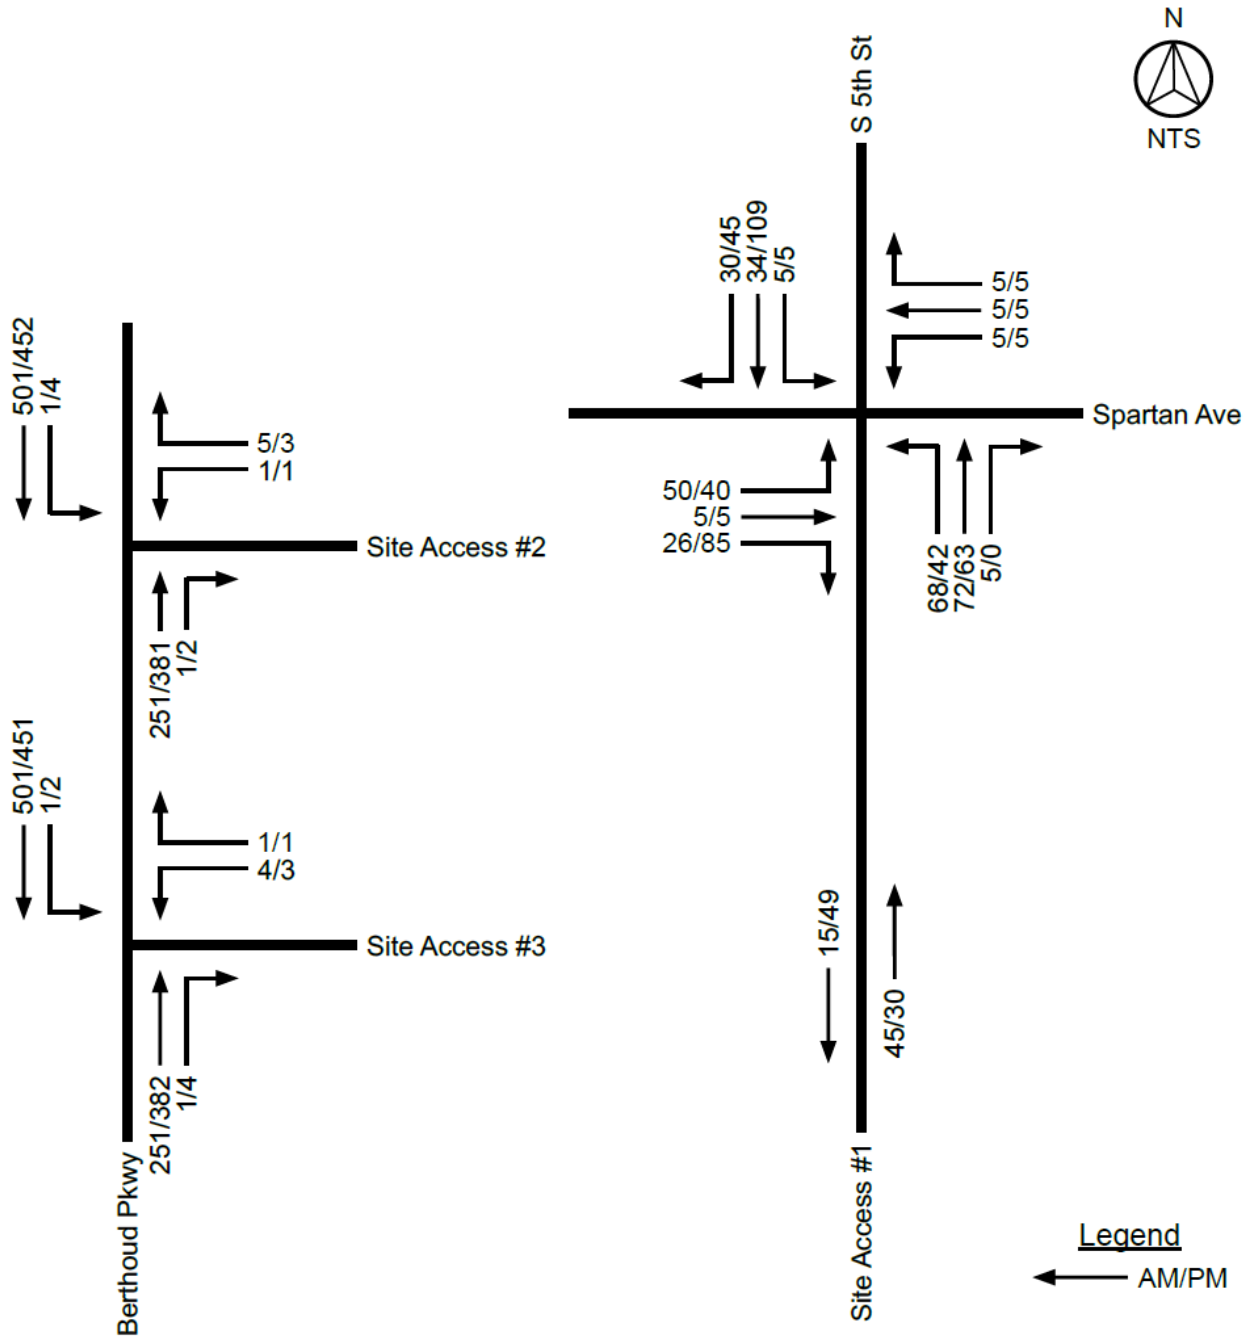 N
NTS
S 5th St
30/45
34/109
5/5
5/5
5/5
5/5
Spartan Ave
50/40
5/5
26/85
68/42
72/63
5/0
501/452
1/4
5/3
1/1
Site Access #2
251/381
1/2
501/451
1/2
1/1
4/3
Site Access #3
251/382
1/4
Berthoud Pkwy
15/49
45/30
Site Access #1
Legend
AM/PM